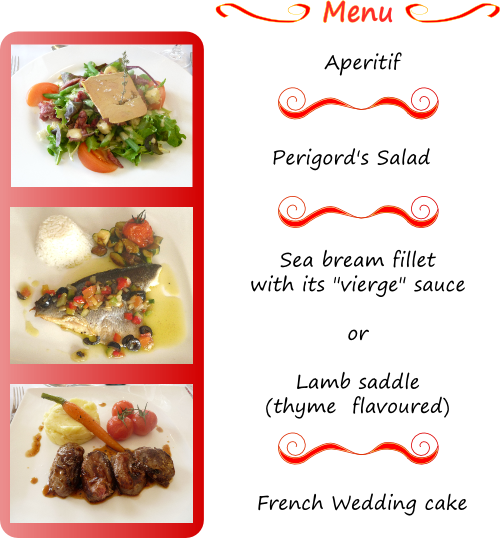 Menu
Aperitif
Perigord's Salad
Sea bream fillet
with its "vierge" sauce
or
Lamb saddle
(thyme flavoured)
French Wedding cake